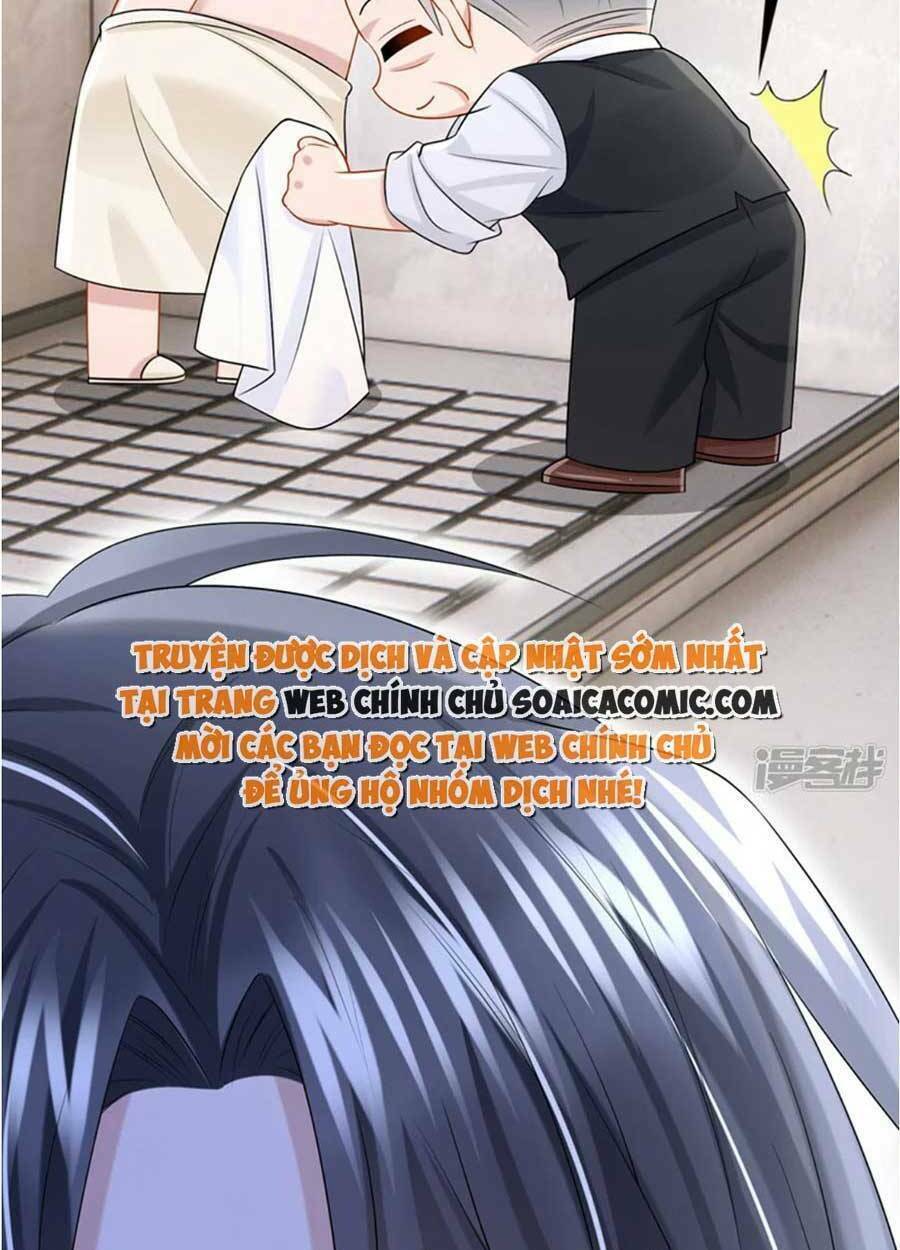 TRUYỆN ĐƯỢC DỊCH VÀ CẬP NHẬT SỚM NHẤT
TẠI TRANG WEB CHÍNH CHỦ SOAICACOMIC.COM
MỜI CÁC BẠN ĐỌC TẠI WEB CHÍNH CHỦ
ĐỂ ỦNG HỘ NHÓM DỊCH NHÉ!
漫客栈